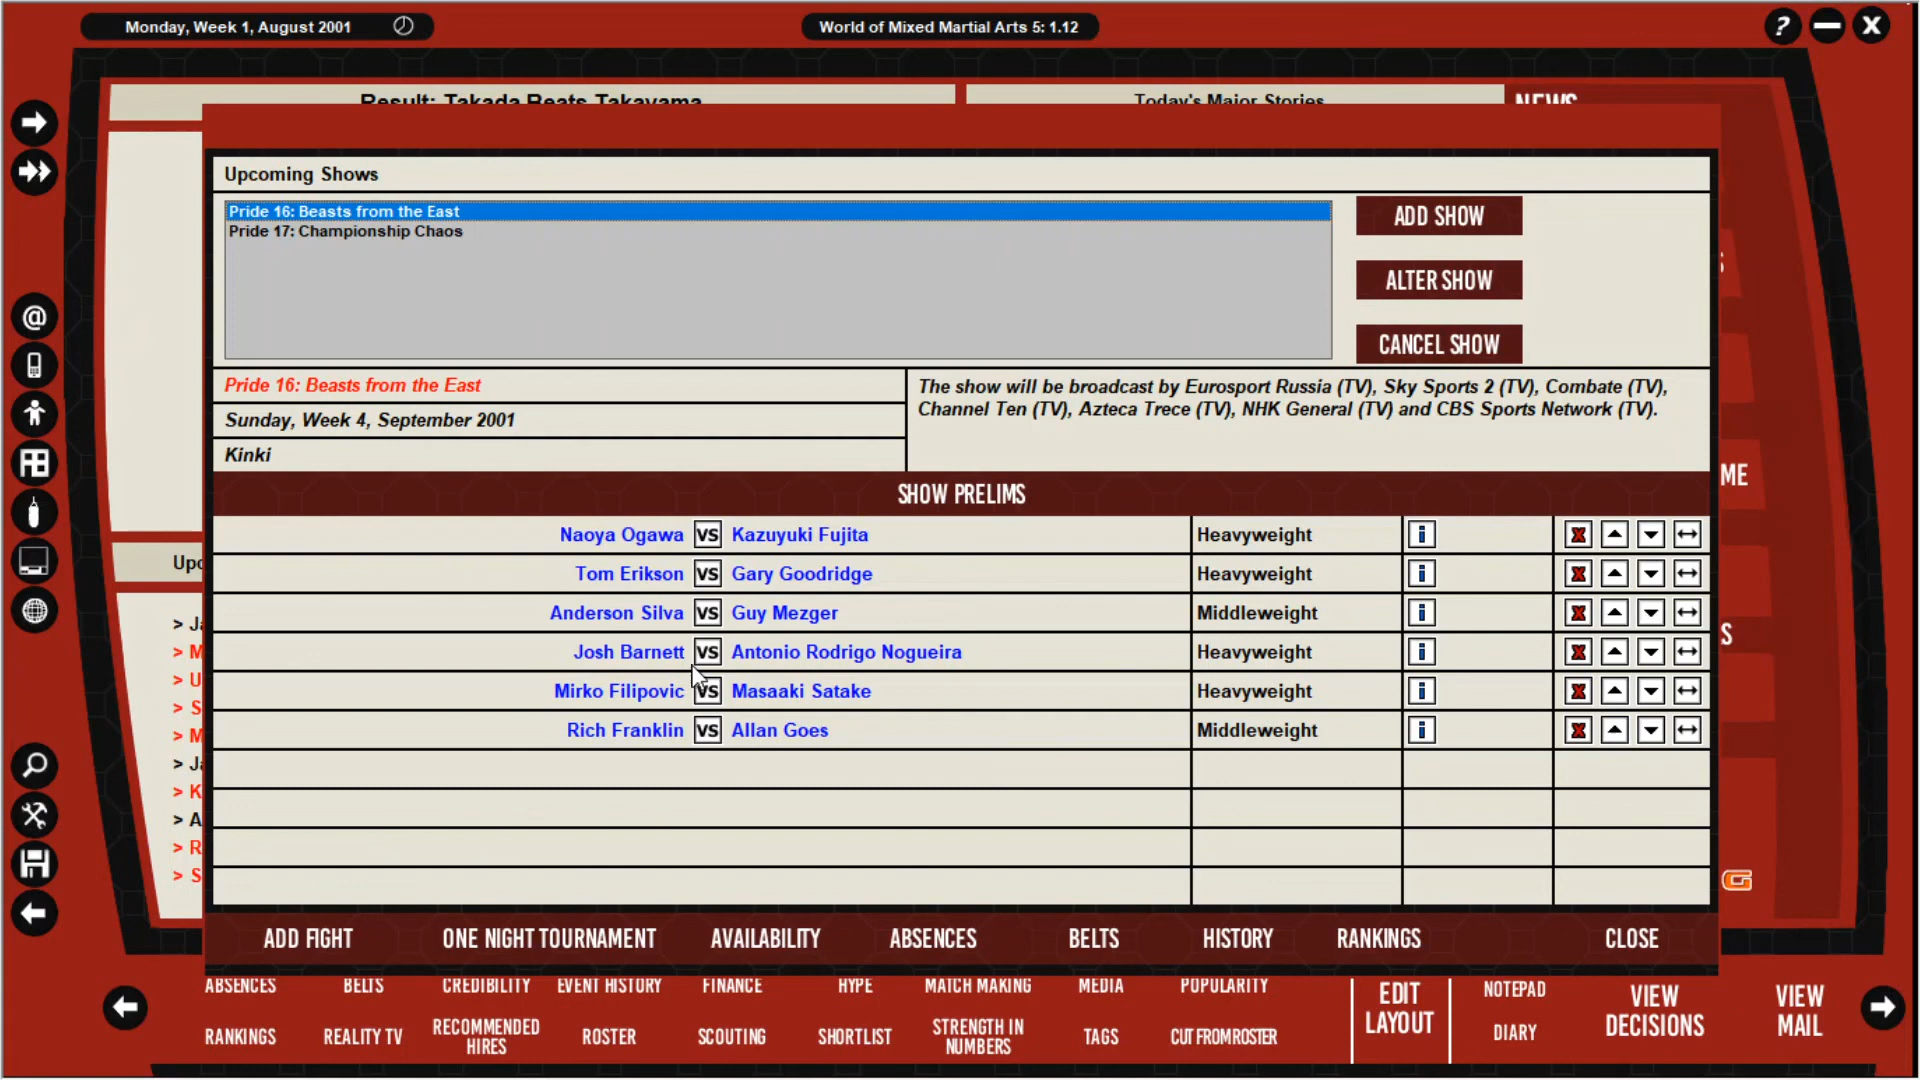 Monday, Week 1, August 2001
World of Mixed Martial Arts 5: 1.12
?
X
Result: Takada Beats Takayama
Today's Major Stories
NEWS
Upcoming Shows
Pride 16: Beasts from the East
Pride 17: Championship Chaos
ADD SHOW
ALTER SHOW
CANCEL SHOW
Pride 16: Beasts from the East
Sunday, Week 4, September 2001
Kinki
The show will be broadcast by Eurosport Russia (TV), Sky Sports 2 (TV), Combate (TV),
Channel Ten (TV), Azteca Trece (TV), NHK General (TV) and CBS Sports Network (TV).
SHOW PRELIMS
Naoya Ogawa VS Kazuyuki Fujita Heavyweight i X
Tom Erikson VS Gary Goodridge Heavyweight i X
Anderson Silva VS Guy Mezger Middleweight i X
Josh Barnett VS Antonio Rodrigo Nogueira Heavyweight i X
Mirko Filipovic VS Masaaki Satake Heavyweight i X
Rich Franklin VS Allan Goes Middleweight i X
ADD FIGHT ONE NIGHT TOURNAMENT AVAILABILITY ABSENCES BELTS HISTORY RANKINGS CLOSE
ABSENCES BELTS CREDIBILITY EVENT HISTORY FINANCE HYPE MATCH MAKING MEDIA POPULARITY
RANKINGS REALITY TV RECOMMENDED HIRES ROSTER SCOUTING SHORTLIST STRENGTH IN NUMBERS TAGS CUT FROM ROSTER
EDIT LAYOUT
NOTEPAD
DIARY
VIEW DECISIONS
VIEW MAIL